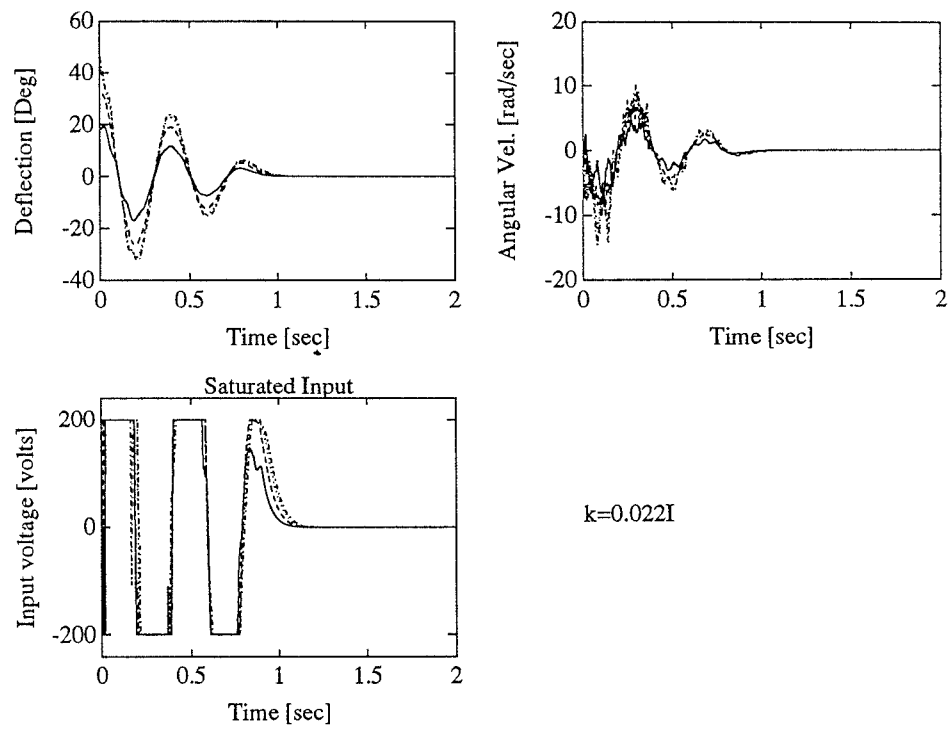 60
40
20
0
-20
-40
Deflection [Deg]
0 0.5 1 1.5 2
Time [sec]
20
10
0
-10
-20
Angular Vel. [rad/sec]
0 0.5 1 1.5 2
Time [sec]
Saturated Input
200
0
-200
Input voltage [volts]
0 0.5 1 1.5 2
Time [sec]
k=0.022I